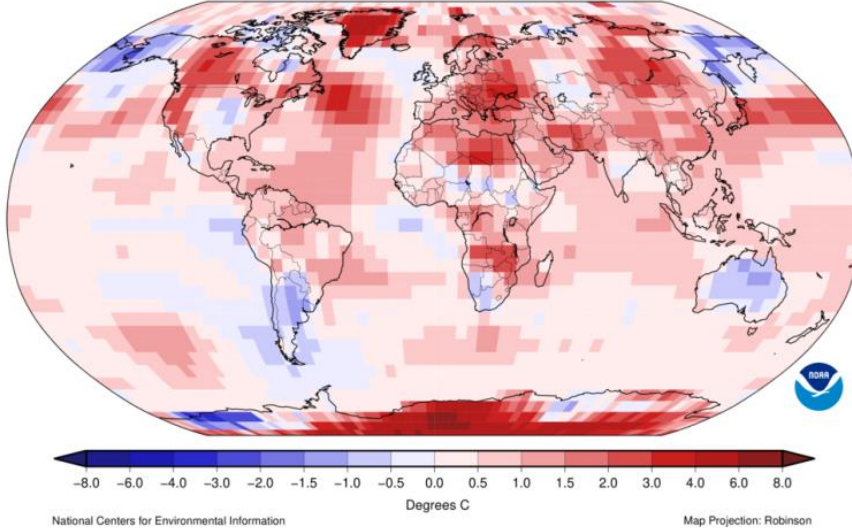 NOAA
-8.0 -6.0 -4.0 -3.0 -2.0 -1.5 -1.0 -0.5 0.0 0.5 1.0 1.5 2.0 3.0 4.0 6.0 8.0
Degrees C
National Centers for Environmental Information Map Projection: Robinson